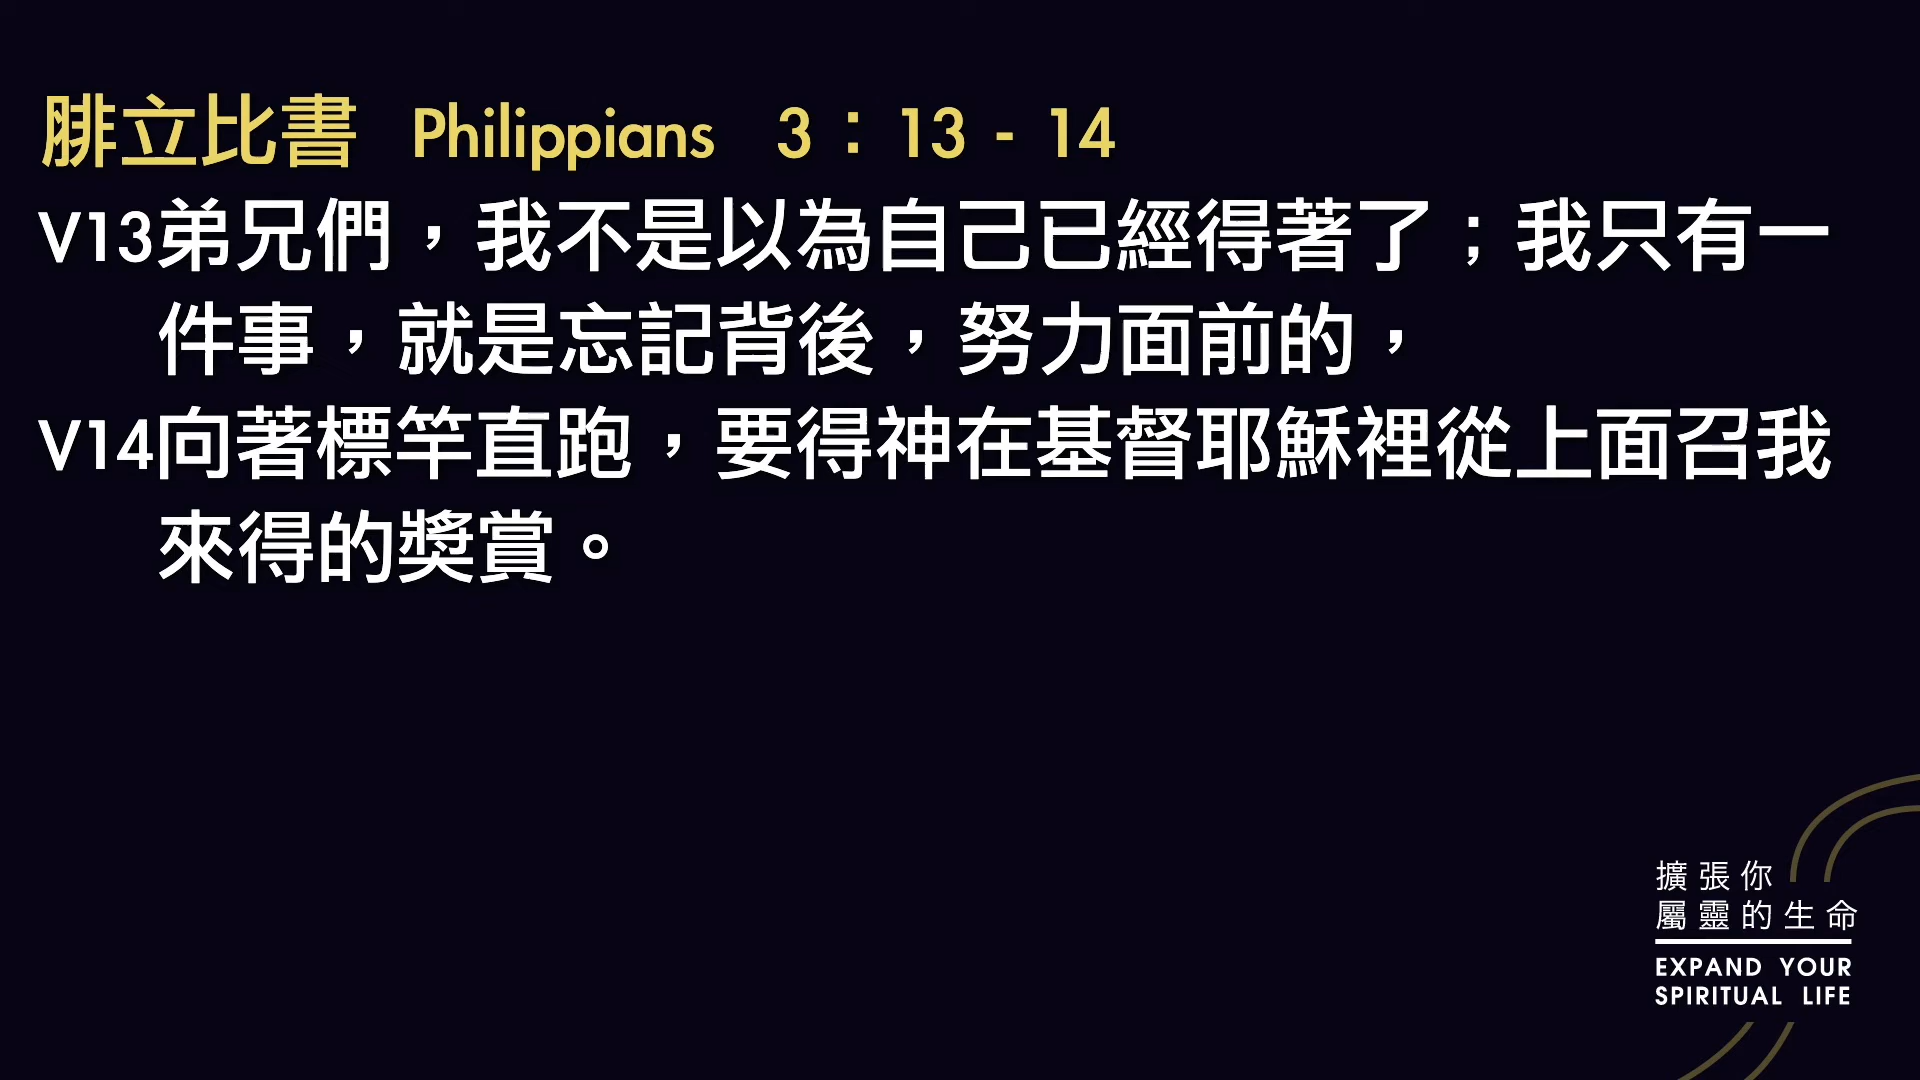 腓立比書 Philippians 3：13 - 14
V13弟兄們，我不是以為自己已經得著了；我只有一
件事，就是忘記背後，努力面前的，
V14向著標竿直跑，要得神在基督耶穌裡從上面召我
來得的獎賞。
擴張你
屬靈的生命
EXPAND YOUR
SPIRITUAL LIFE